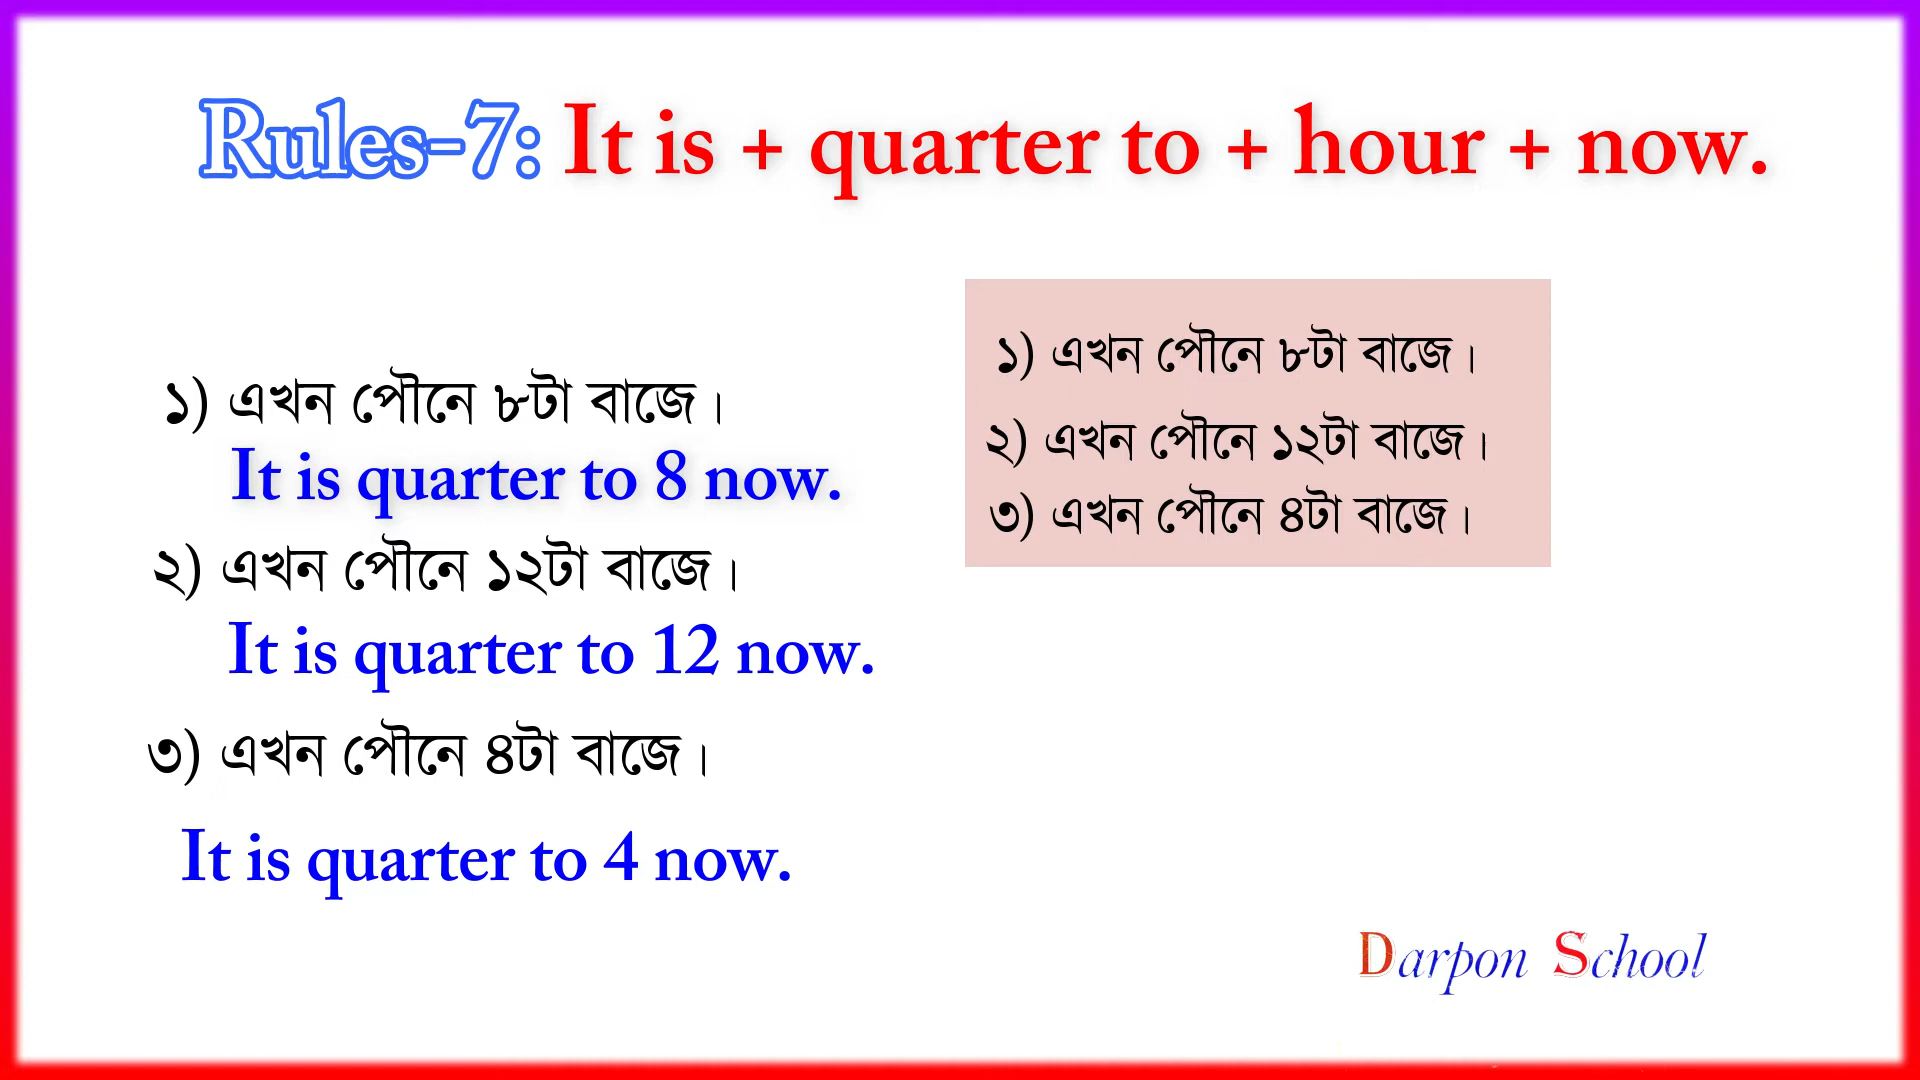 Rules-7: It is + quarter to + hour + now.
১) এখন পৌনে ৮টা বাজে।
It is quarter to 8 now.
২) এখন পৌনে ১২টা বাজে।
It is quarter to 12 now.
৩) এখন পৌনে ৪টা বাজে।
It is quarter to 4 now.
১) এখন পৌনে ৮টা বাজে।
২) এখন পৌনে ১২টা বাজে।
৩) এখন পৌনে ৪টা বাজে।
Darpon School